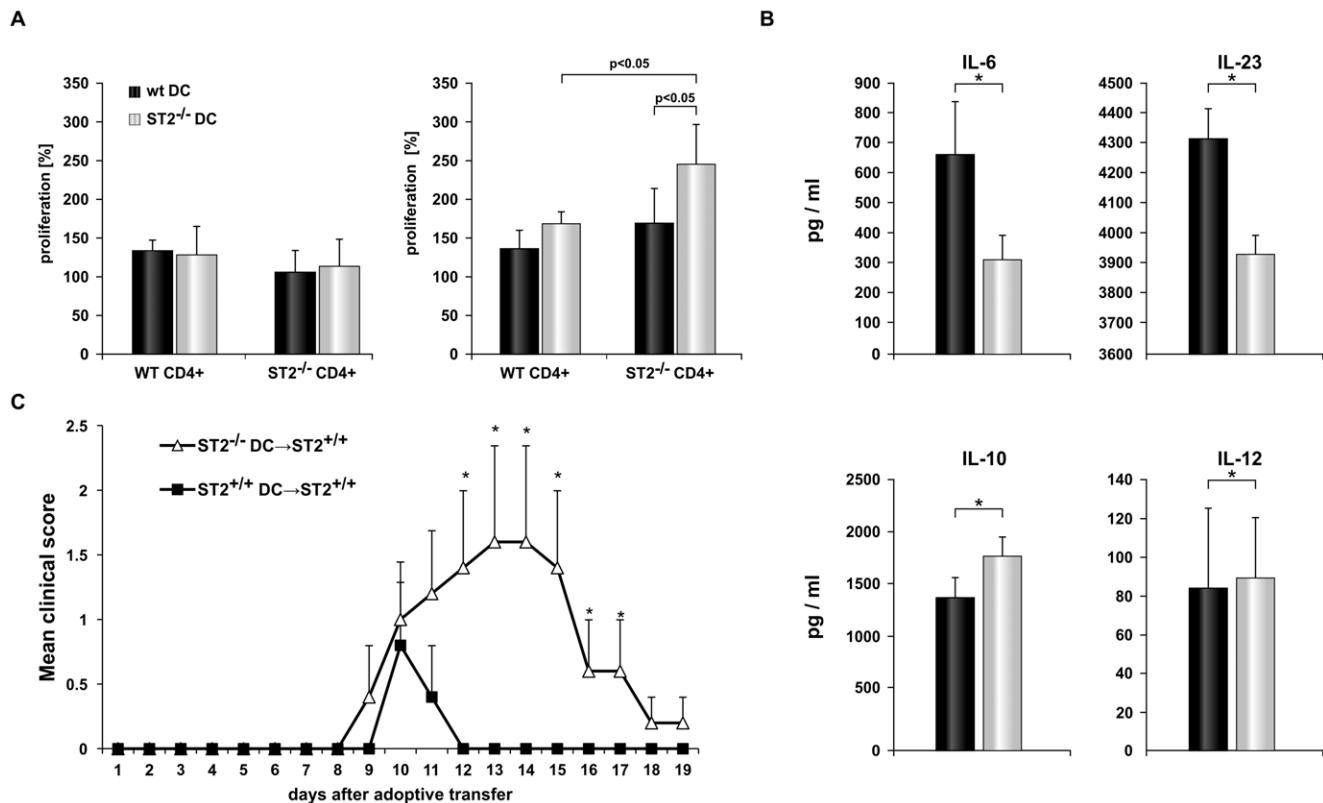 A
350
300
250
200
150
100
50
0
proliferation [%]
wt DC
ST2-/- DC
WT CD4+
ST2-/- CD4+
350
300
250
200
150
100
50
0
proliferation [%]
p<0.05
p<0.05
WT CD4+
ST2-/- CD4+
B
IL-6
900
800
700
600
500
400
300
200
100
0
pg / ml
*
IL-23
4500
4400
4300
4200
4100
4000
3900
3800
3700
3600
*
IL-10
2500
2000
1500
1000
500
0
pg / ml
*
IL-12
140
120
100
80
60
40
20
0
*
C
2.5
2
1.5
1
0.5
0
Mean clinical score
ST2-/- DC→ST2+/+
ST2+/+ DC→ST2+/+
* * * * * *
1 2 3 4 5 6 7 8 9 10 11 12 13 14 15 16 17 18 19
days after adoptive transfer